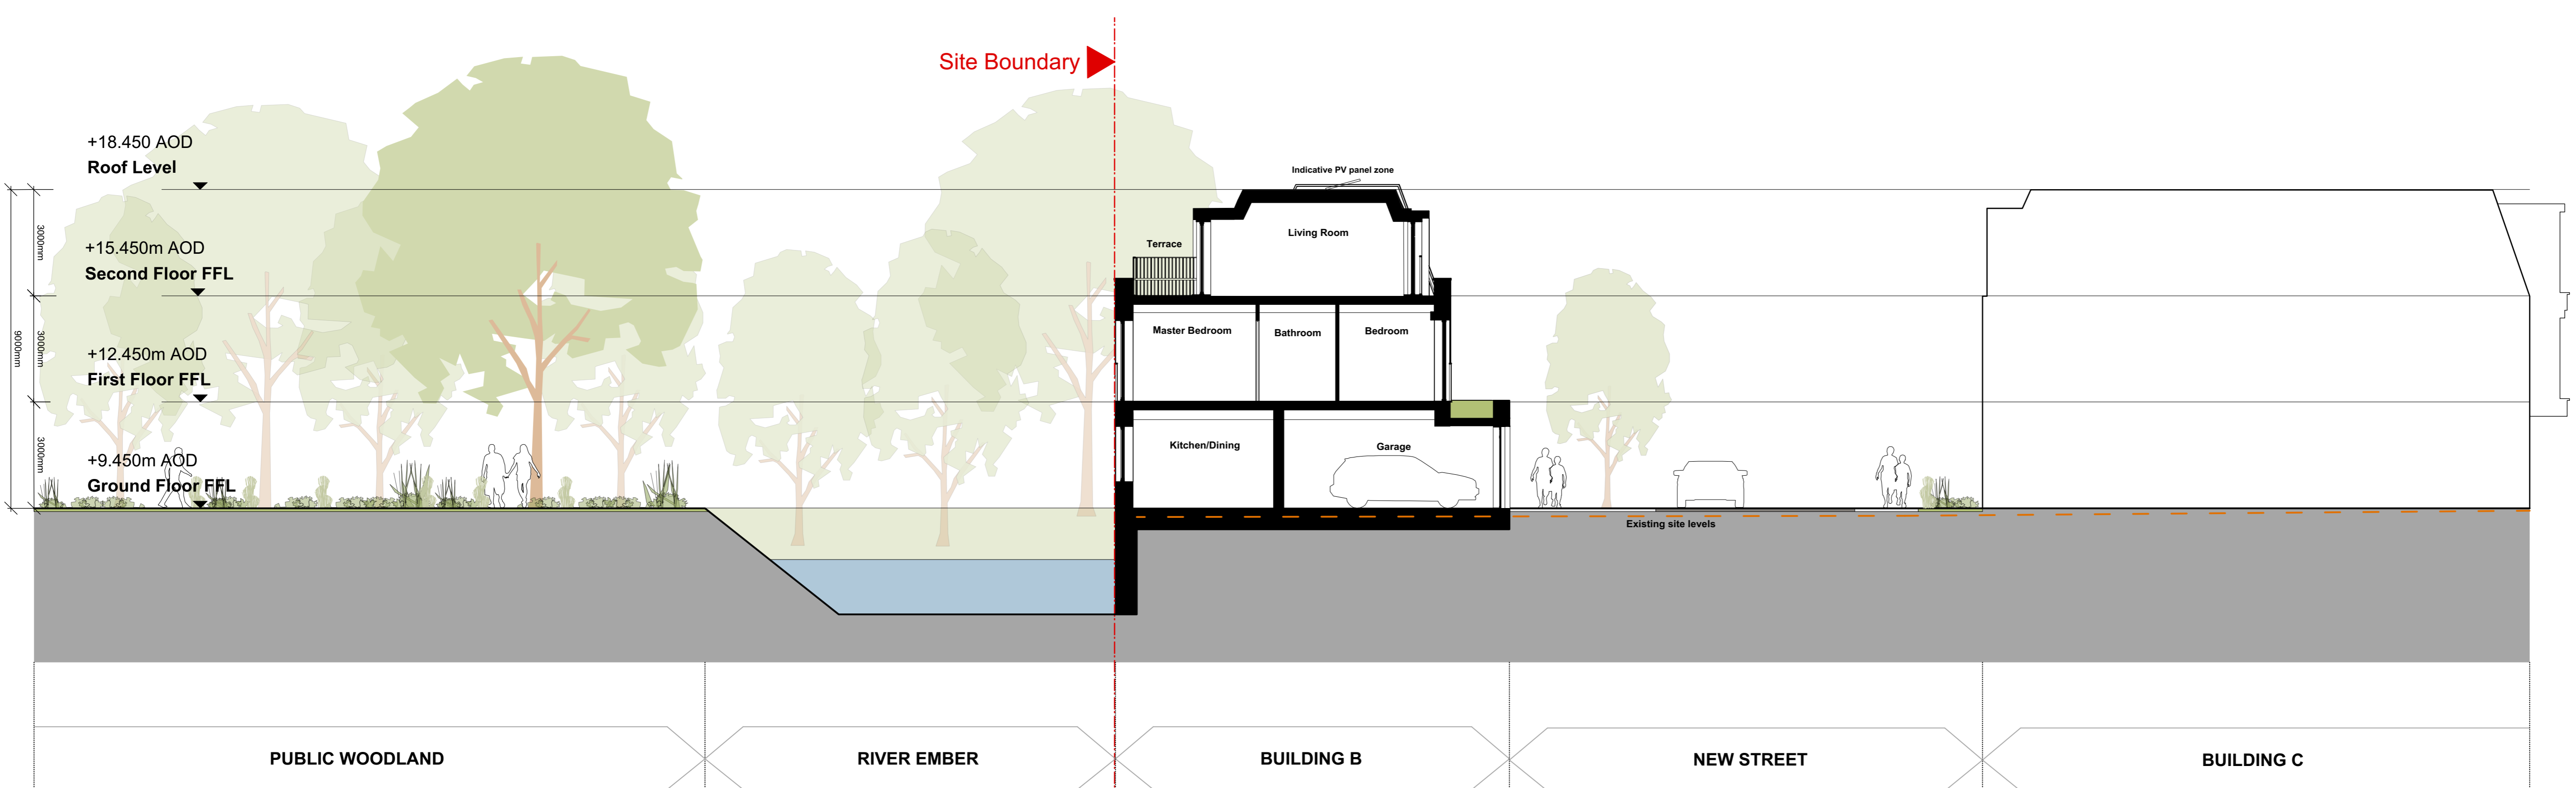 Site Boundary
+18.450 AOD
Roof Level
Indicative PV panel zone
3000mm
Living Room
Terrace
+15.450m AOD
Second Floor FFL
9000mm
3000mm
Master Bedroom
Bathroom
Bedroom
+12.450m AOD
First Floor FFL
3000mm
Kitchen/Dining
Garage
+9.450m AOD
Ground Floor FFL
Existing site levels
PUBLIC WOODLAND
RIVER EMBER
BUILDING B
NEW STREET
BUILDING C